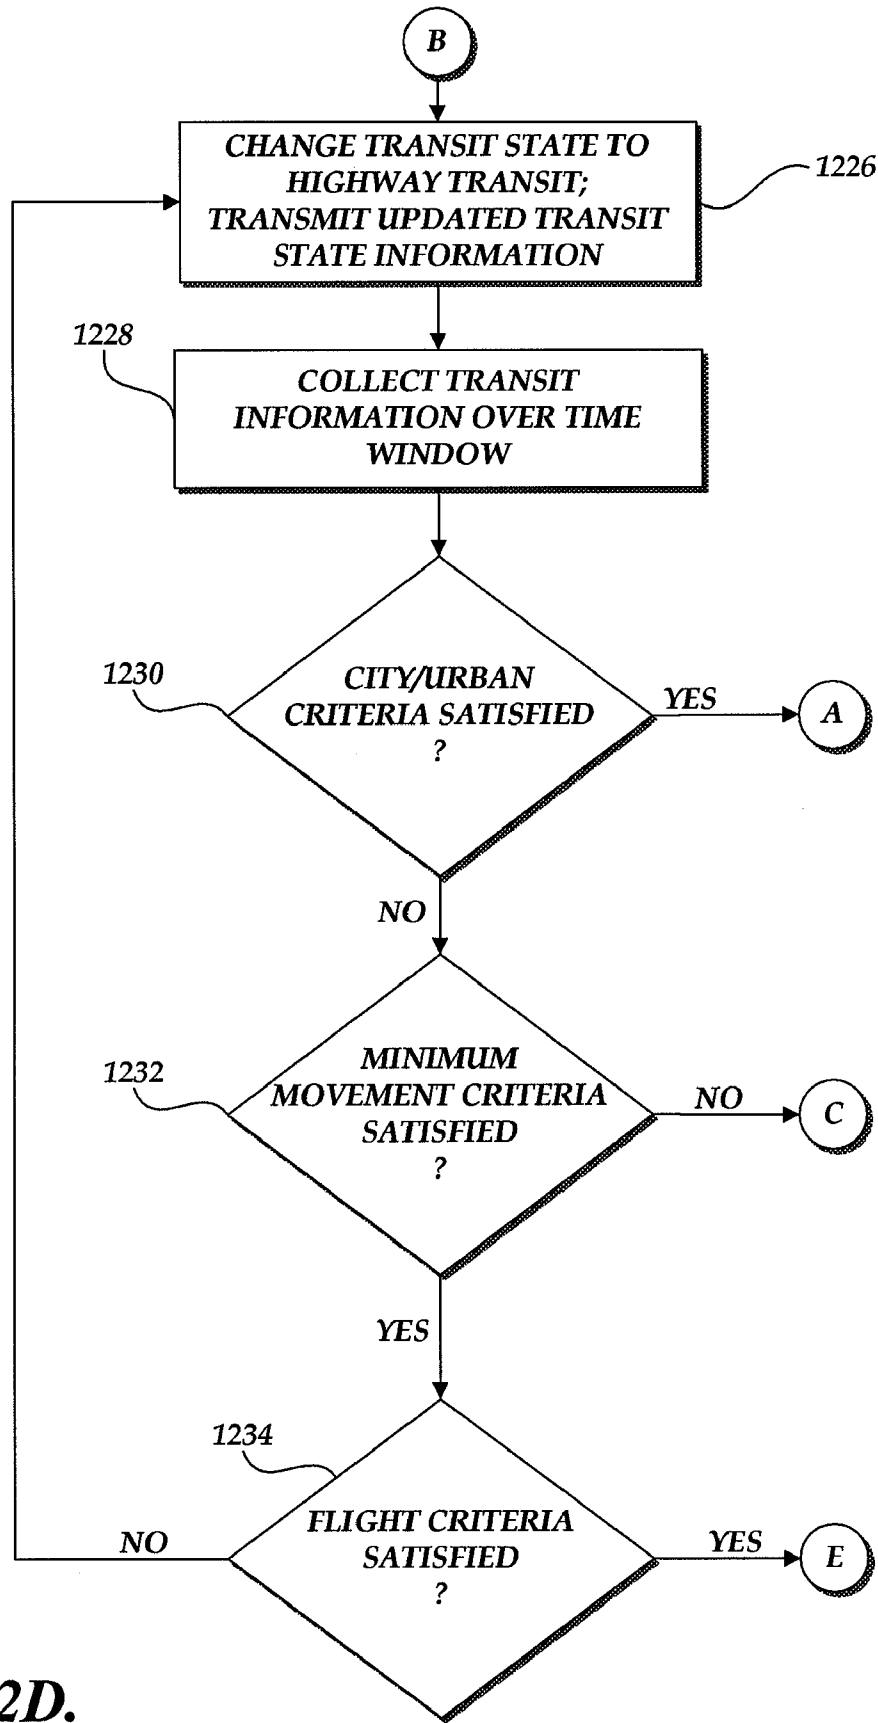 B
CHANGE TRANSIT STATE TO
HIGHWAY TRANSIT;
TRANSMIT UPDATED TRANSIT
STATE INFORMATION
1226
1228
COLLECT TRANSIT
INFORMATION OVER TIME
WINDOW
1230
CITY/URBAN
CRITERIA SATISFIED
?
YES
A
NO
1232
MINIMUM
MOVEMENT CRITERIA
SATISFIED
?
NO
C
YES
1234
FLIGHT CRITERIA
SATISFIED
?
NO
YES
E
2D.